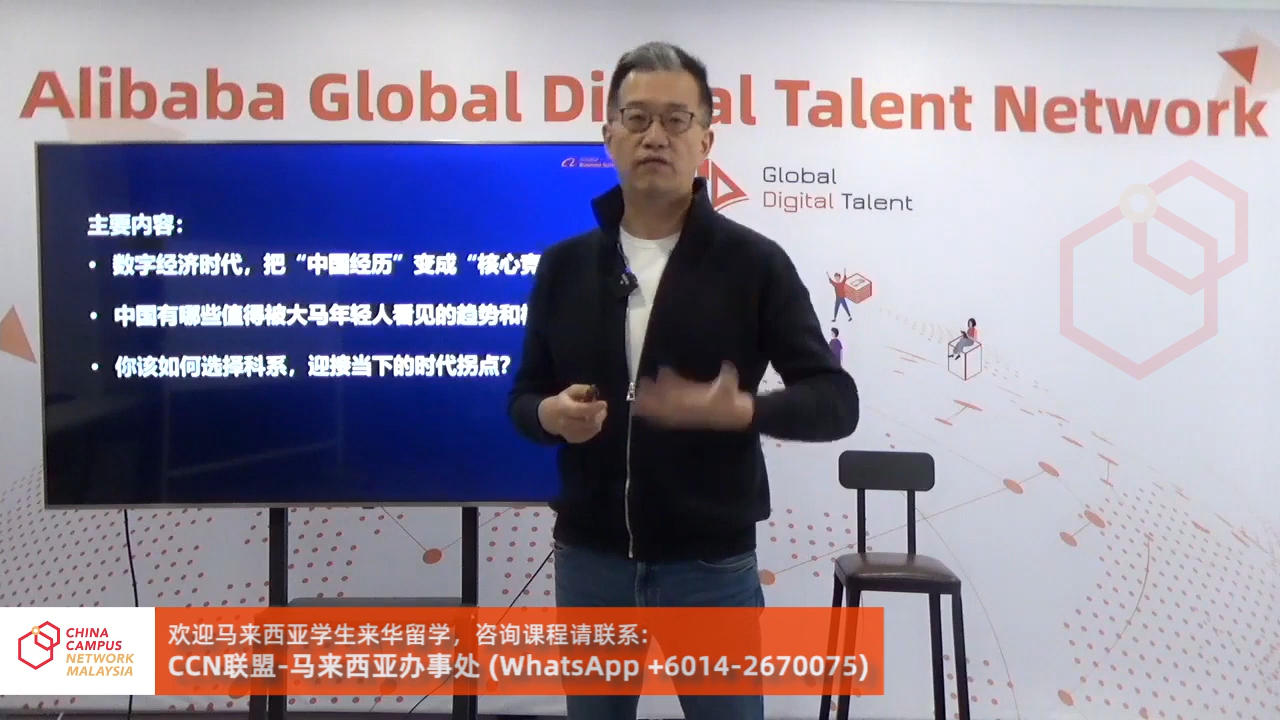 Alibaba Global Di al Talent Network
Global
Digital Talent
主要内容：
• 数字经济时代，把“中国经历”变成“核心竞
• 中国有哪些值得被大马年轻人看见的趋势和
• 你该如何选择科系，迎接当下的时代拐点？
CHINA
CAMPUS
NETWORK
MALAYSIA
欢迎马来西亚学生来华留学，咨询课程请联系：
CCN联盟-马来西亚办事处 (WhatsApp +6014-2670075)